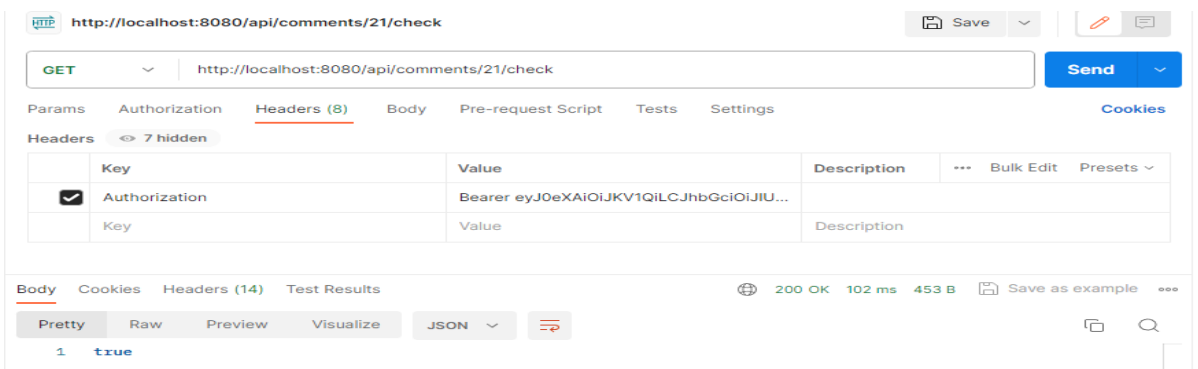 HTTP http://localhost:8080/api/comments/21/check Save
GET http://localhost:8080/api/comments/21/check Send
Params Authorization Headers (8) Body Pre-request Script Tests Settings Cookies
Headers 7 hidden
Key Value Description ••• Bulk Edit Presets
Authorization Bearer eyJ0eXAiOiJKV1QiLCJhbGciOiJIU...
Key Value Description
Body Cookies Headers (14) Test Results 200 OK 102 ms 453 B Save as example
Pretty Raw Preview Visualize JSON
1 true